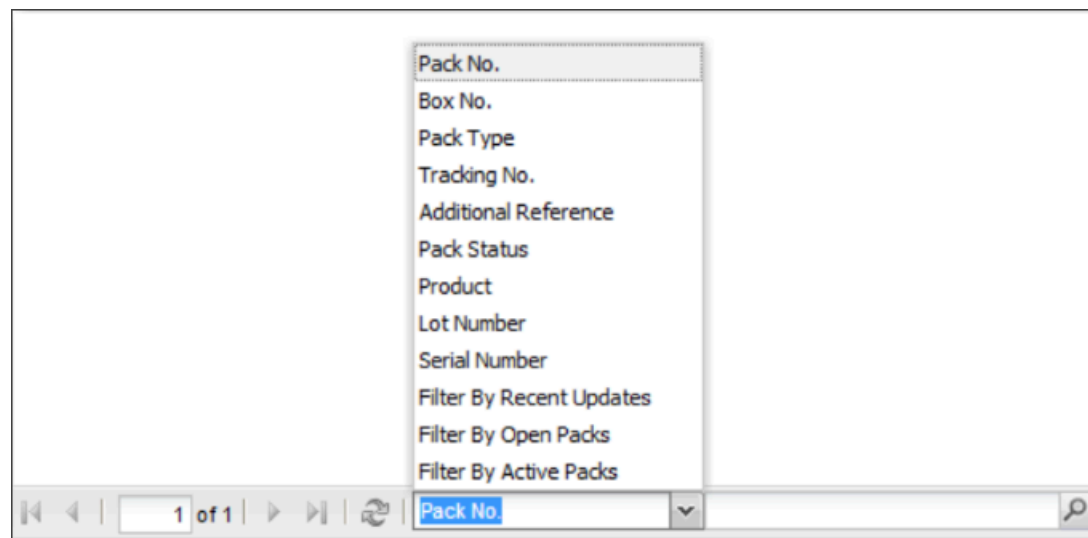 Pack No.
Box No.
Pack Type
Tracking No.
Additional Reference
Pack Status
Product
Lot Number
Serial Number
Filter By Recent Updates
Filter By Open Packs
Filter By Active Packs
1 of 1 Pack No.